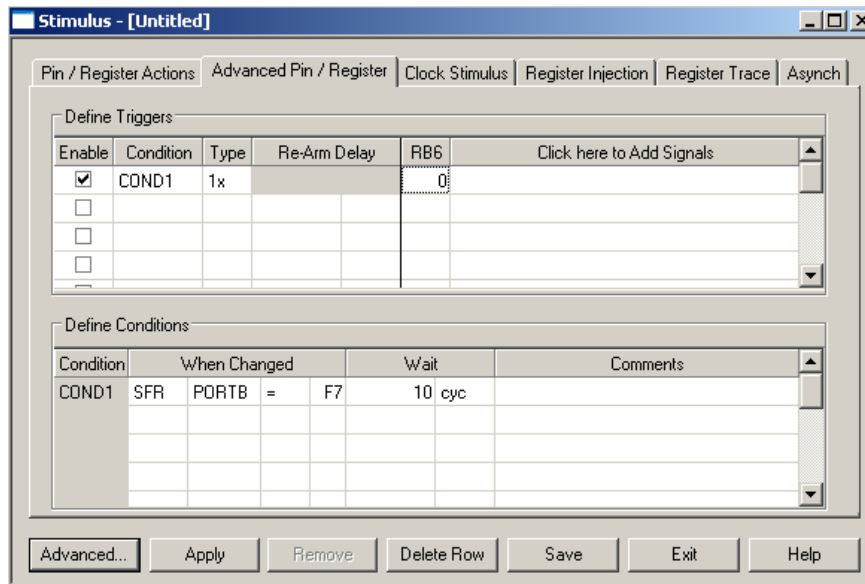 Stimulus - [Untitled]
Pin / Register Actions Advanced Pin / Register Clock Stimulus Register Injection Register Trace Asynch
Define Triggers
Enable Condition Type Re-Arm Delay RB6 Click here to Add Signals
COND1 1x 0
Define Conditions
Condition When Changed Wait Comments
COND1 SFR PORTB = F7 10 cyc
Advanced... Apply Remove Delete Row Save Exit Help